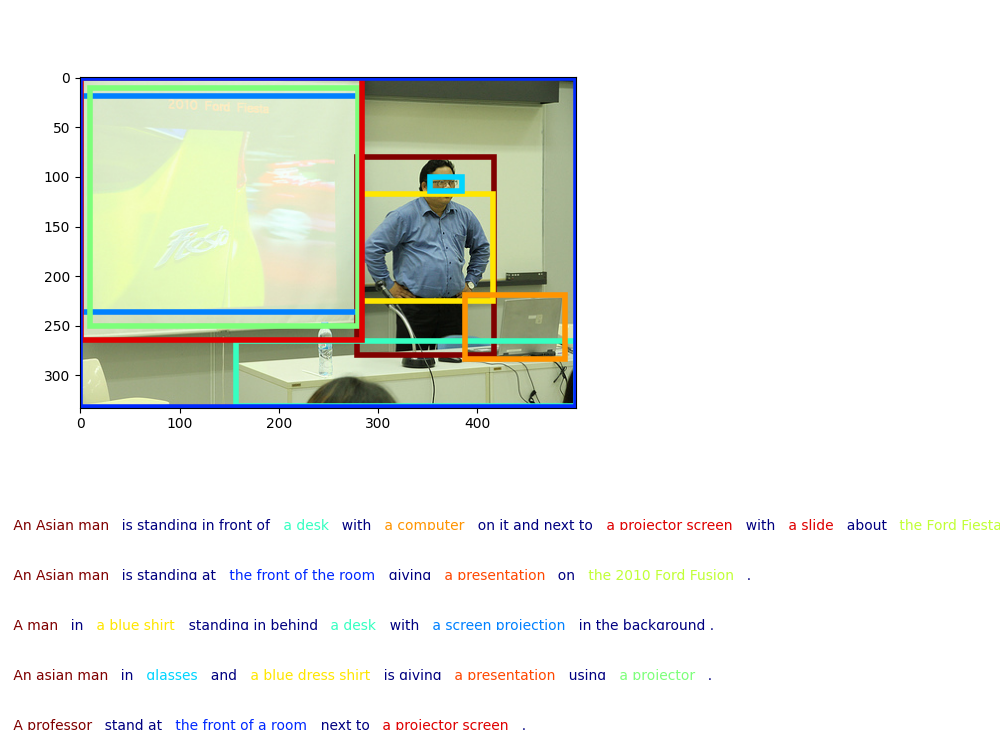 0
50
100
150
200
250
300
2010 Ford Fiesta
Fiesta
0 100 200 300 400
An Asian man is standing in front of a desk with a computer on it and next to a projector screen with a slide about the Ford Fiesta
An Asian man is standing at the front of the room giving a presentation on the 2010 Ford Fusion .
A man in a blue shirt standing in behind a desk with a screen projection in the background .
An asian man in glasses and a blue dress shirt is giving a presentation using a projector .
A professor stand at the front of a room next to a projector screen .